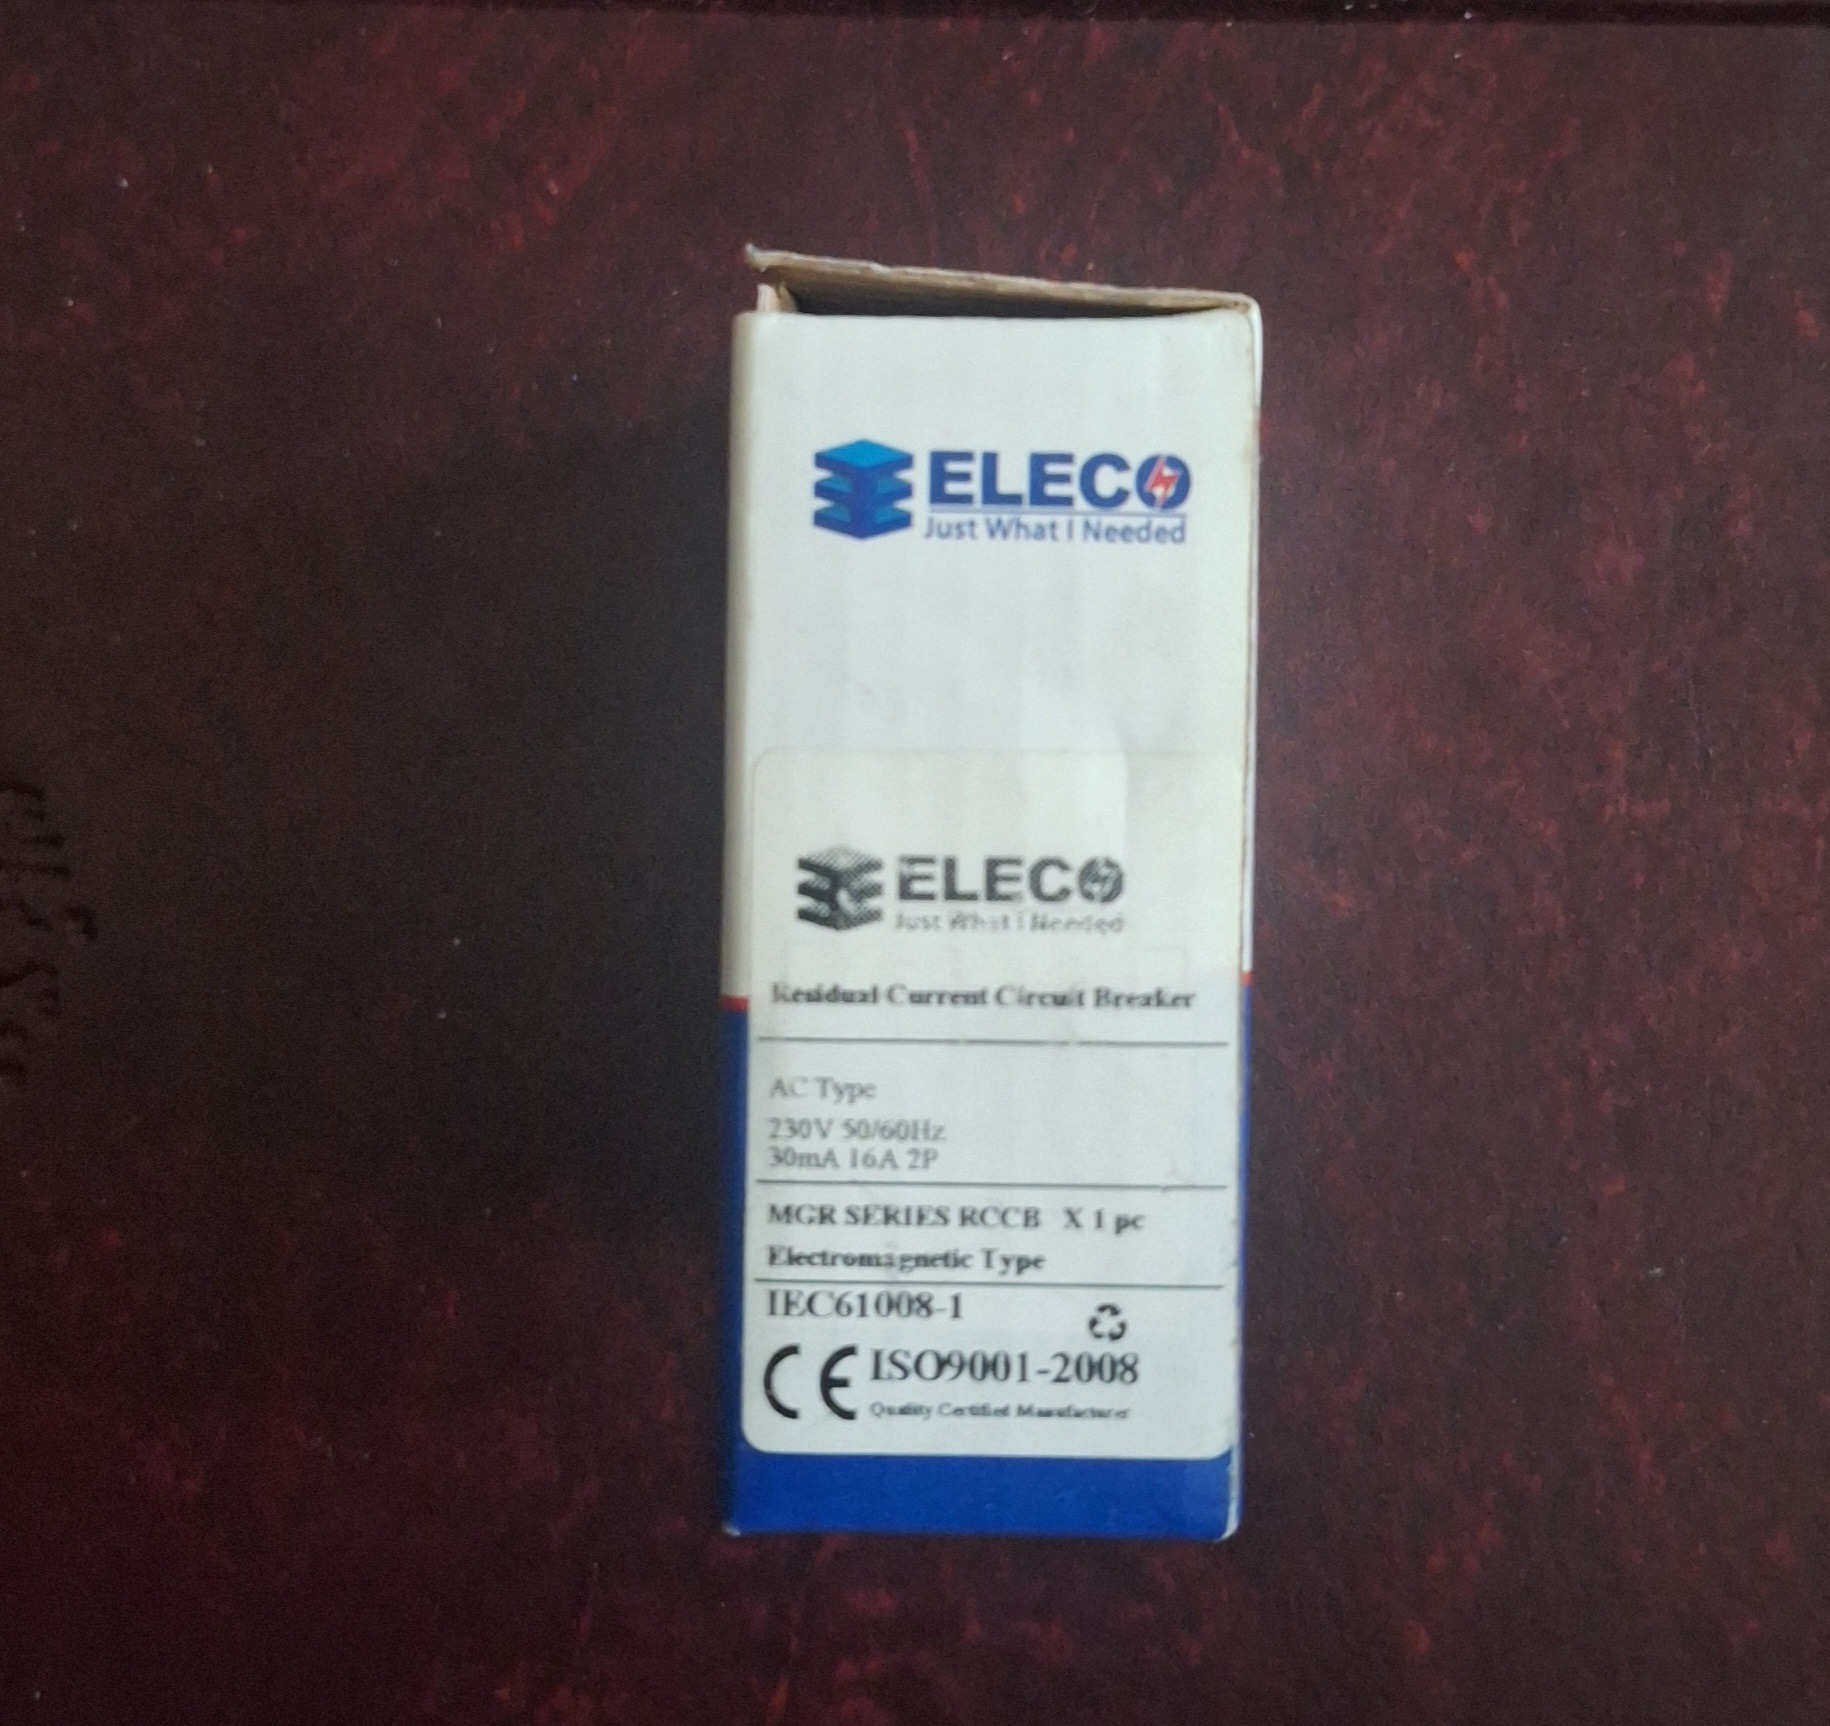 ELECO
Just What I Needed
ELECO
Just What I Needed
Residual Current Circuit Breaker
AC Type
230V 50/60Hz
30mA 16A 2P
MGR SERIES RCCB X 1 pc
Electromagnetic Type
IEC61008-1
CE ISO9001-2008
Quality Certified Manufacturer